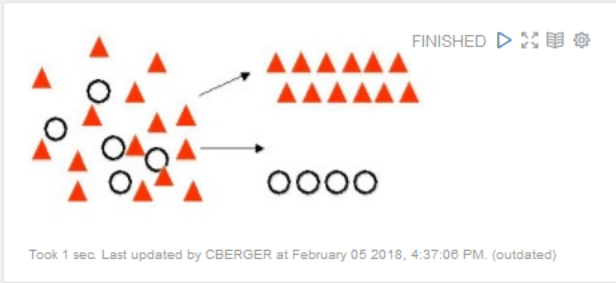 FINISHED
Took 1 sec. Last updated by CBERGER at February 05 2018, 4:37:06 PM. (outdated)